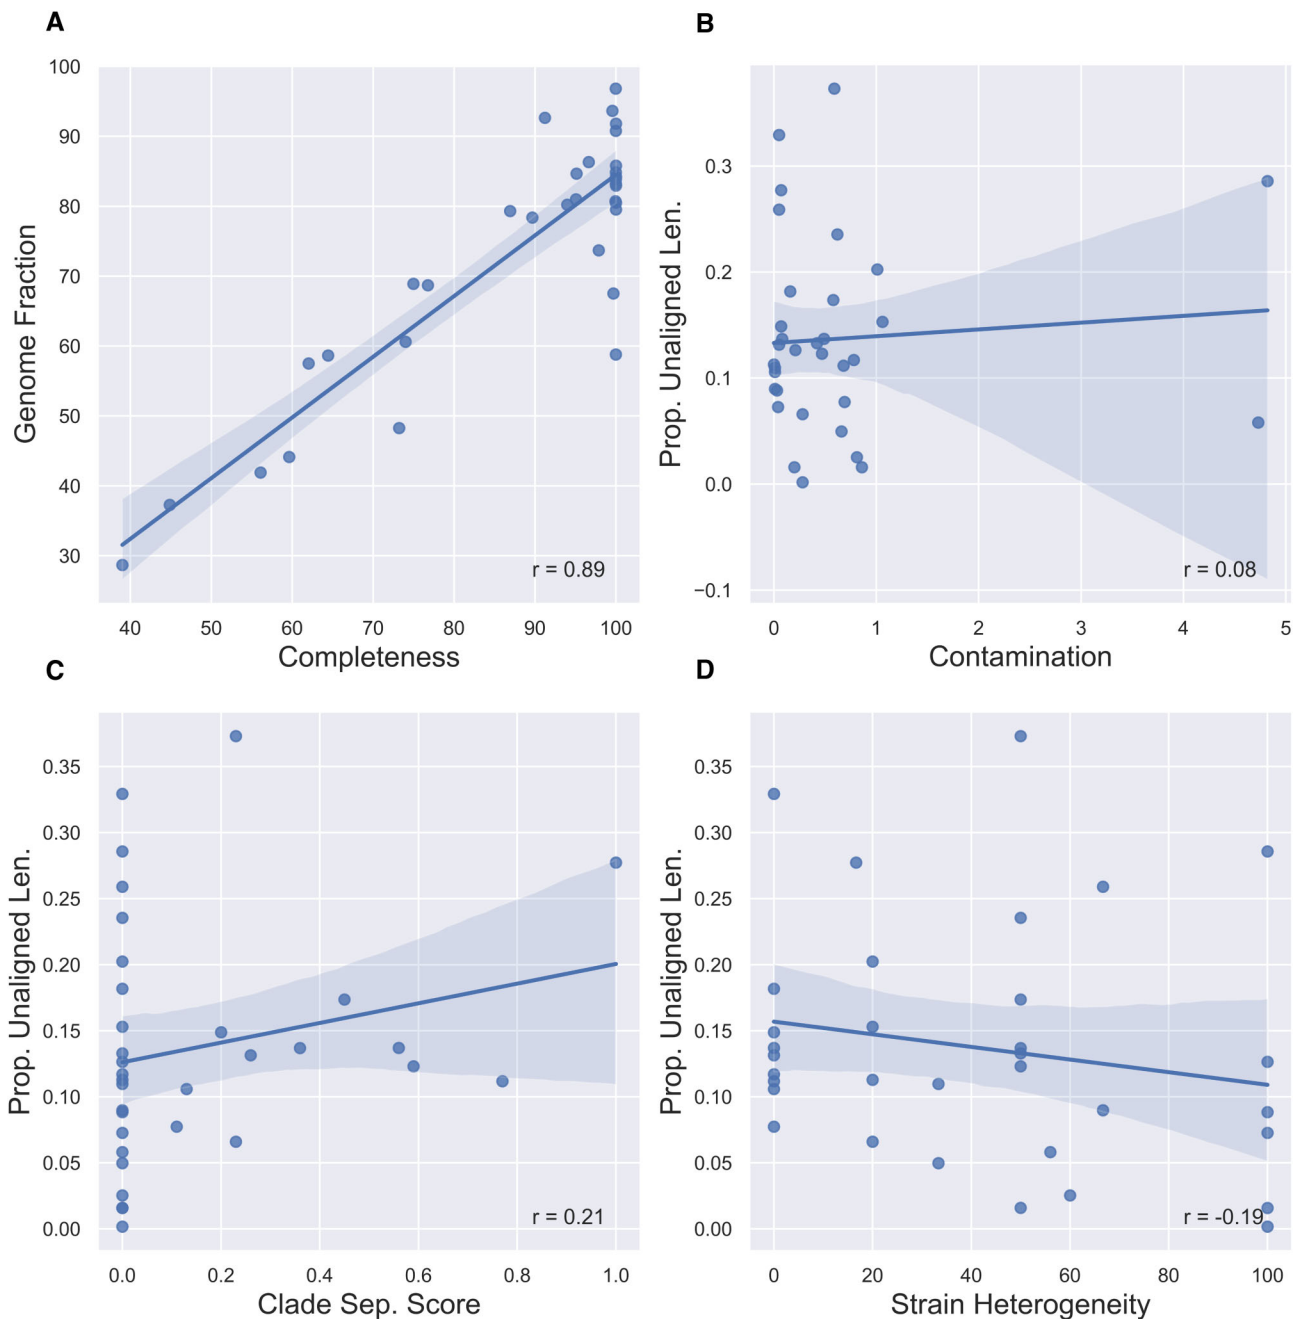 A
100
90
80
70
60
50
40
30
Genome Fraction
r = 0.89
40 50 60 70 80 90 100
Completeness
B
0.3
0.2
0.1
0.0
−0.1
Prop. Unaligned Len.
r = 0.08
0 1 2 3 4 5
Contamination
C
0.35
0.30
0.25
0.20
0.15
0.10
0.05
0.00
Prop. Unaligned Len.
r = 0.21
0.0 0.2 0.4 0.6 0.8 1.0
Clade Sep. Score
D
0.35
0.30
0.25
0.20
0.15
0.10
0.05
0.00
Prop. Unaligned Len.
r = -0.19
0 20 40 60 80 100
Strain Heterogeneity